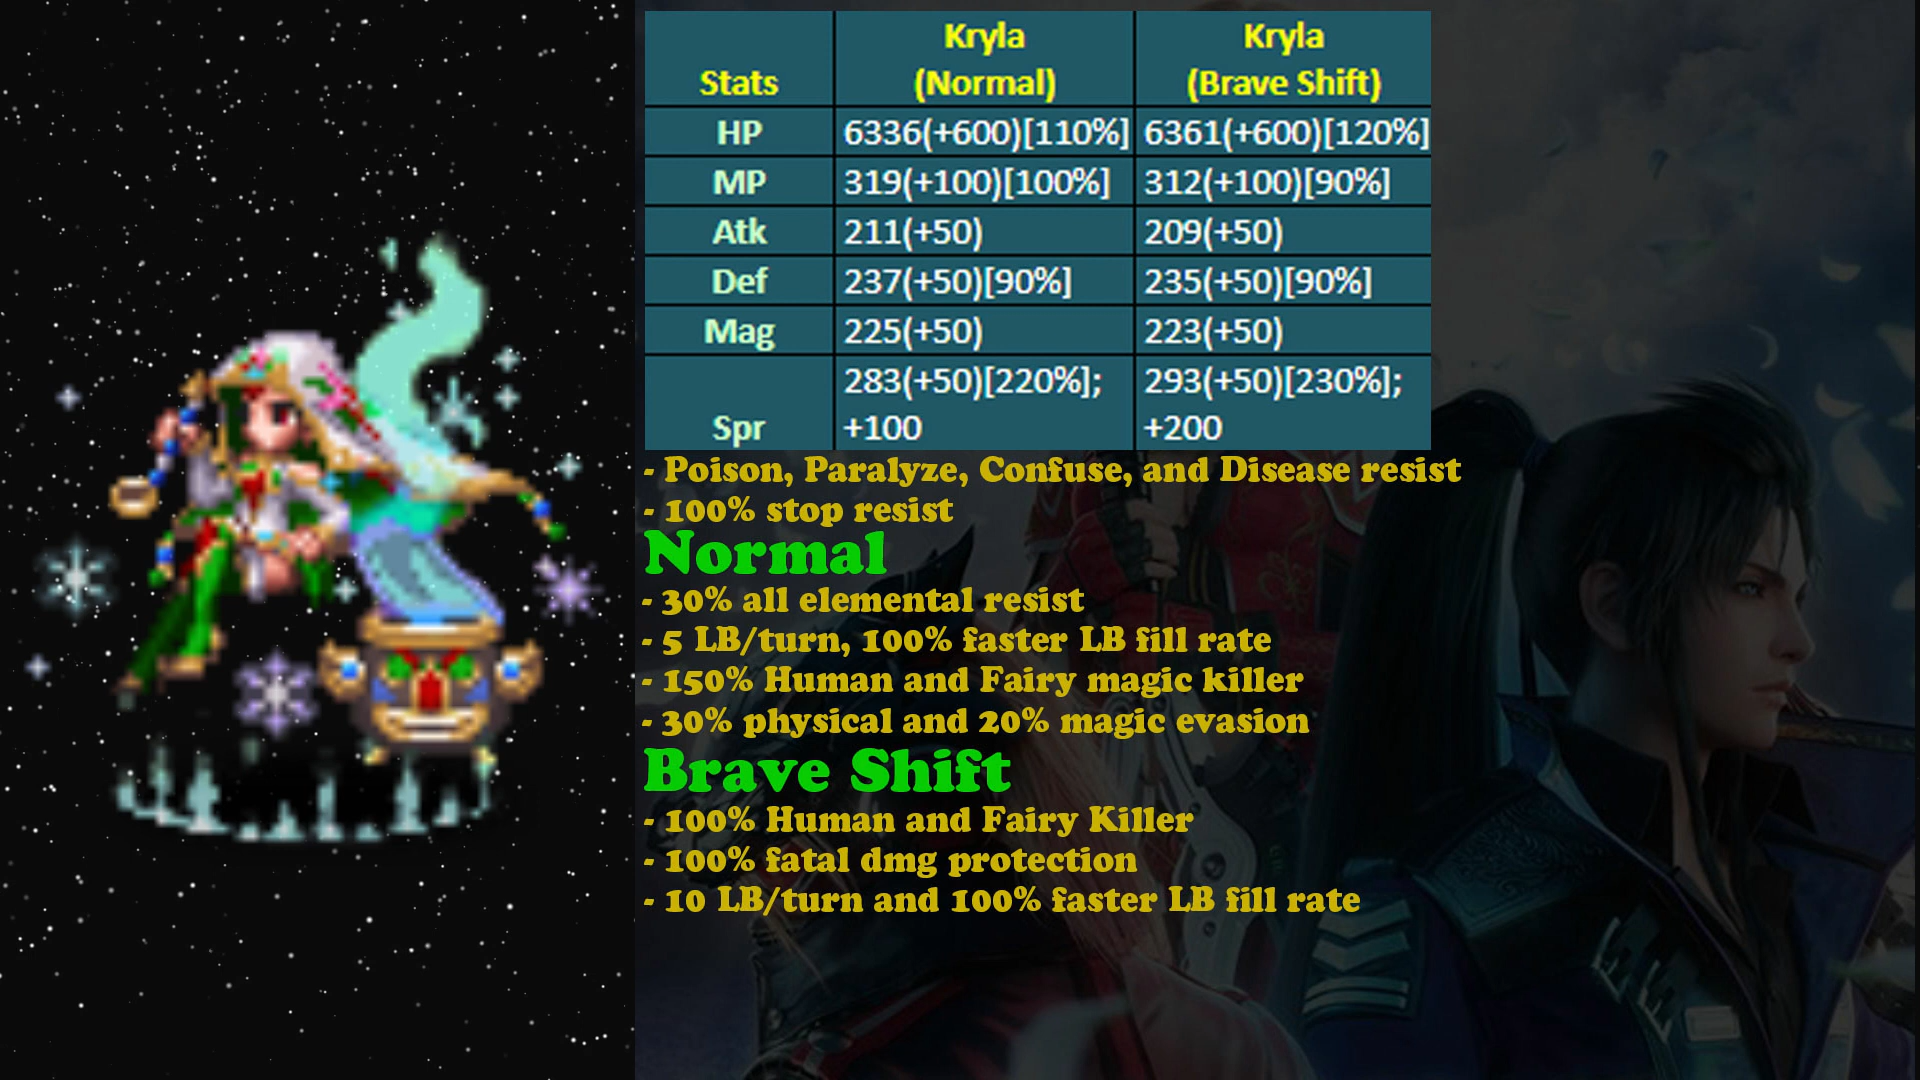 Stats
Kryla
(Normal)
Kryla
(Brave Shift)
HP 6336(+600)[110%] 6361(+600)[120%]
MP 319(+100)[100%] 312(+100)[90%]
Atk 211(+50) 209(+50)
Def 237(+50)[90%] 235(+50)[90%]
Mag 225(+50) 223(+50)
Spr 283(+50)[220%]; 293(+50)[230%];
+100 +200
- Poison, Paralyze, Confuse, and Disease resist
- 100% stop resist
Normal
- 30% all elemental resist
- 5 LB/turn, 100% faster LB fill rate
- 150% Human and Fairy magic killer
- 30% physical and 20% magic evasion
Brave Shift
- 100% Human and Fairy Killer
- 100% fatal dmg protection
- 10 LB/turn and 100% faster LB fill rate